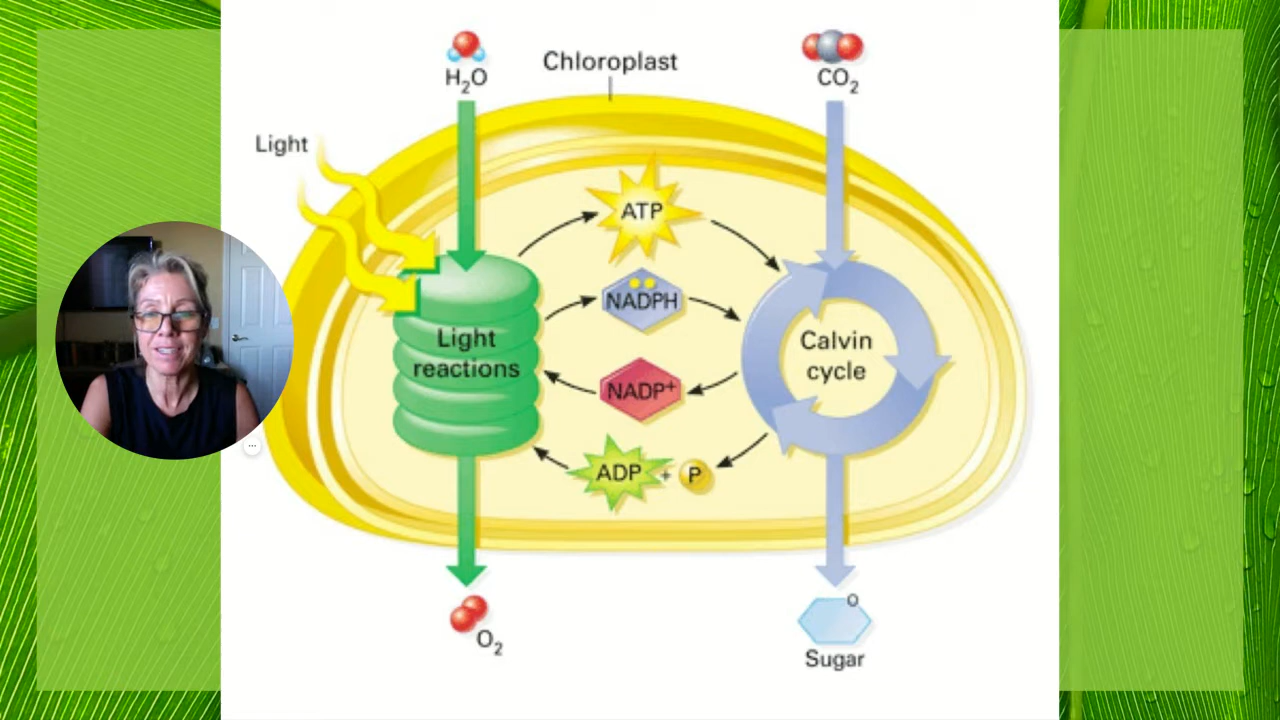 H₂O
Chloroplast
CO₂
Light
ATP
NADPH
Light
reactions
Calvin
cycle
NADP⁺
ADP + P
O₂
O
Sugar